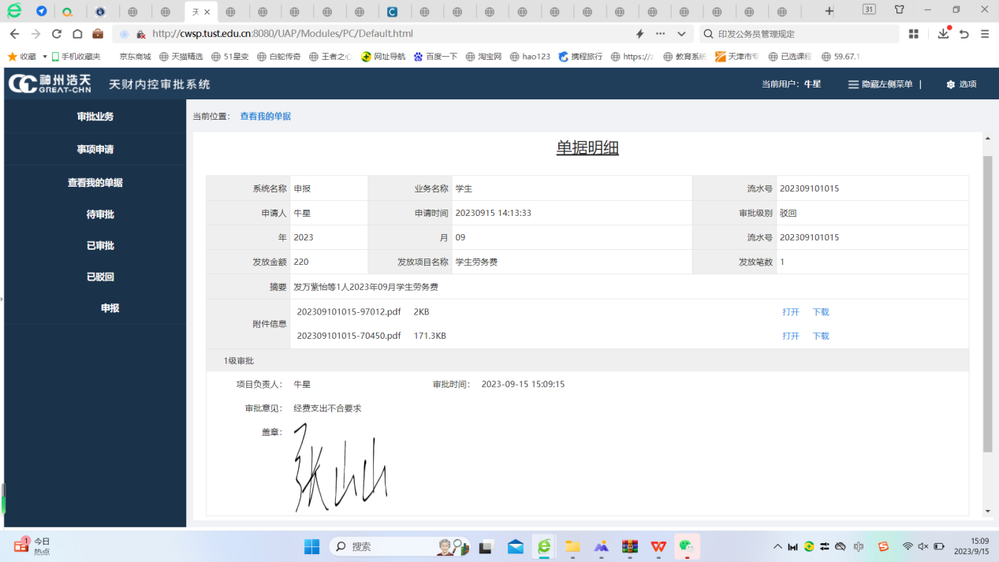 31
http://cwsp.tust.edu.cn:8080/UAP/Modules/PC/Default.html
印发公务员管理规定
收藏 手机收藏夹 京东商城 天猫精选 51星变 白蛇传奇 王者之心 网址导航 百度一下 淘宝网 hao123 携程旅行 https:// 教育系统 天津市专 已选课程 59.67.1
神州浩天 GREAT-CHN 天财内控审批系统 当前用户：牛星 隐藏左侧菜单 | 选项
审批业务
事项申请
查看我的单据
待审批
已审批
已驳回
申报
当前位置： 查看我的单据
单据明细
系统名称 申报 业务名称 学生 流水号 202309101015
申请人 牛星 申请时间 20230915 14:13:33 审批级别 驳回
年 2023 月 09 流水号 202309101015
发放金额 220 发放项目名称 学生劳务费 发放笔数 1
摘要 发万紫怡等1人2023年09月学生劳务费
附件信息
202309101015-97012.pdf 2KB 打开 下载
202309101015-70450.pdf 171.3KB 打开 下载
1级审批
项目负责人： 牛星 审批时间： 2023-09-15 15:09:15
审批意见： 经费支出不合要求
盖章：
1 今日
热点
搜索
15:09
2023/9/15